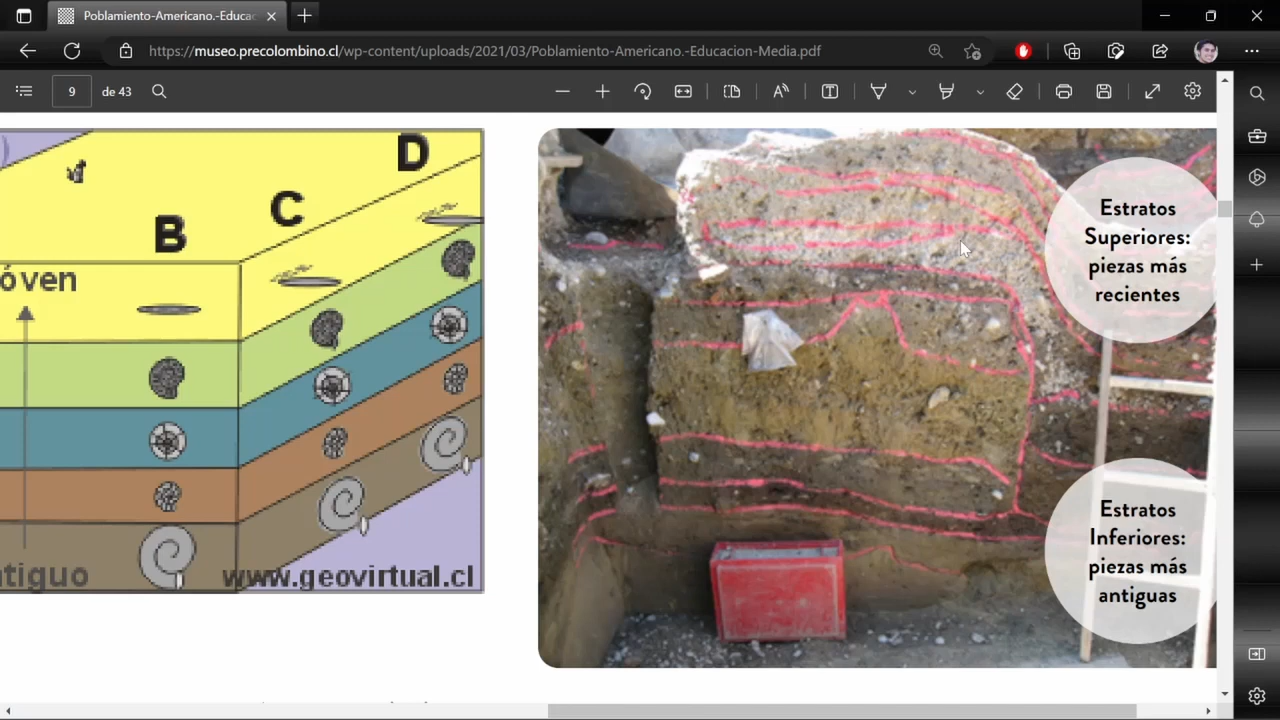 Poblamiento-Americano.-Educac
https://museo.precolombino.cl/wp-content/uploads/2021/03/Poblamiento-Americano.-Educacion-Media.pdf
9 de 43
D
C
B
óven
tiguo
www.geovirtual.cl
Estratos
Superiores:
piezas más
recientes
Estratos
Inferiores:
piezas más
antiguas